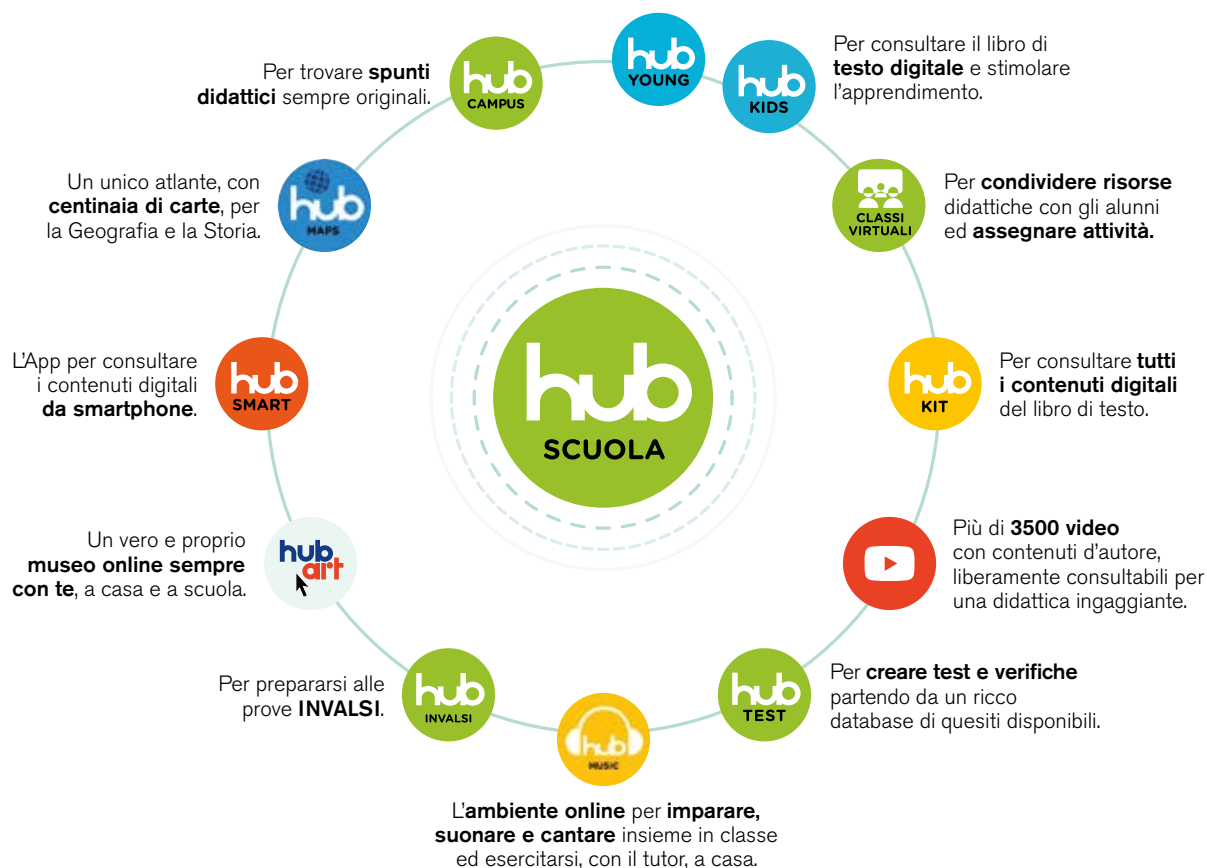 hub
YOUNG
hub
KIDS
Per consultare il libro di
testo digitale e stimolare
l'apprendimento.
CLASSI
VIRTUALI
Per condividere risorse
didattiche con gli alunni
ed assegnare attività.
hub
KIT
Per consultare tutti
i contenuti digitali
del libro di testo.
Più di 3500 video
con contenuti d'autore,
liberamente consultabili per
una didattica ingaggiante.
hub
TEST
Per creare test e verifiche
partendo da un ricco
database di quesiti disponibili.
hub
MUSIC
L'ambiente online per imparare,
suonare e cantare insieme in classe
ed esercitarsi, con il tutor, a casa.
hub
INVALSI
Per prepararsi alle
prove INVALSI.
hub
art
Un vero e proprio
museo online sempre
con te, a casa e a scuola.
hub
SMART
L'App per consultare
i contenuti digitali
da smartphone.
hub
MAPS
Un unico atlante, con
centinaia di carte, per
la Geografia e la Storia.
hub
CAMPUS
Per trovare spunti
didattici sempre originali.
hub
SCUOLA